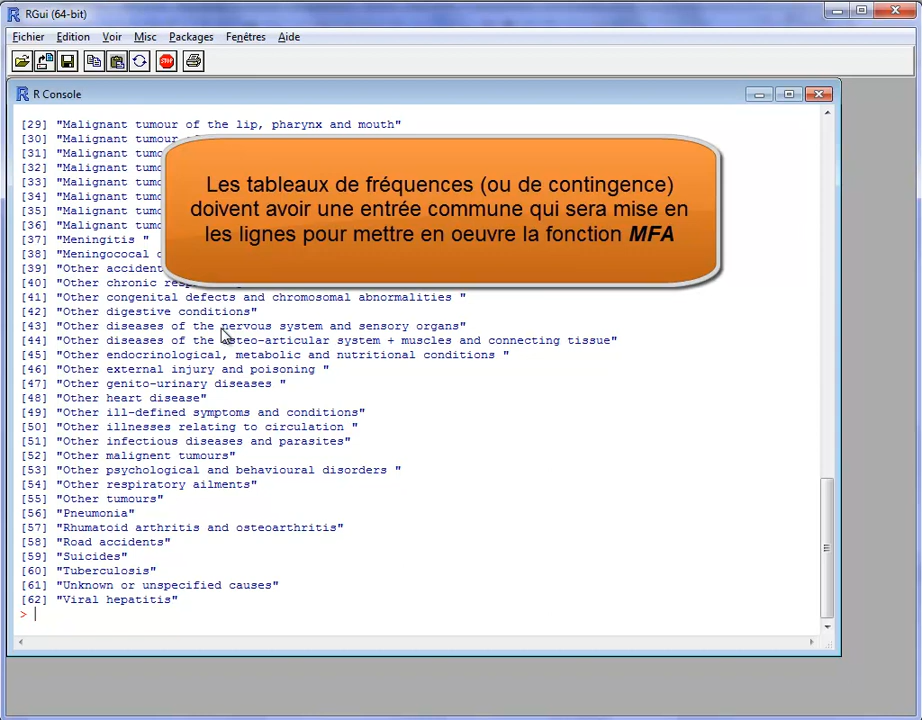 RGui (64-bit)
Fichier Edition Voir Misc Packages Fenêtres Aide
STOP
R Console
[29] "Malignant tumour of the lip, pharynx and mouth"
[30] "Malignant tumour
[31] "Malignant
[32] "Malignant
[33] "Malignant
[34] "Malignant
[35] "Malignant
[36] "Malignant
[37] "Meningitis "
[38] "Meningococal
[39] "Other accident
[40] "Other chronic
[41] "Other congenital defects and chromosomal abnormalities "
[42] "Other digestive conditions"
[43] "Other diseases of the nervous system and sensory organs"
[44] "Other diseases of the osteo-articular system + muscles and connecting tissue"
[45] "Other endocrinological, metabolic and nutritional conditions "
[46] "Other external injury and poisoning "
[47] "Other genito-urinary diseases "
[48] "Other heart disease"
[49] "Other ill-defined symptoms and conditions"
[50] "Other illnesses relating to circulation "
[51] "Other infectious diseases and parasites"
[52] "Other malignent tumours"
[53] "Other psychological and behavioural disorders "
[54] "Other respiratory ailments"
[55] "Other tumours"
[56] "Pneumonia"
[57] "Rhumatoid arthritis and osteoarthritis"
[58] "Road accidents"
[59] "Suicides"
[60] "Tuberculosis"
[61] "Unknown or unspecified causes"
[62] "Viral hepatitis"
>
Les tableaux de fréquences (ou de contingence)
doivent avoir une entrée commune qui sera mise en
les lignes pour mettre en oeuvre la fonction MFA